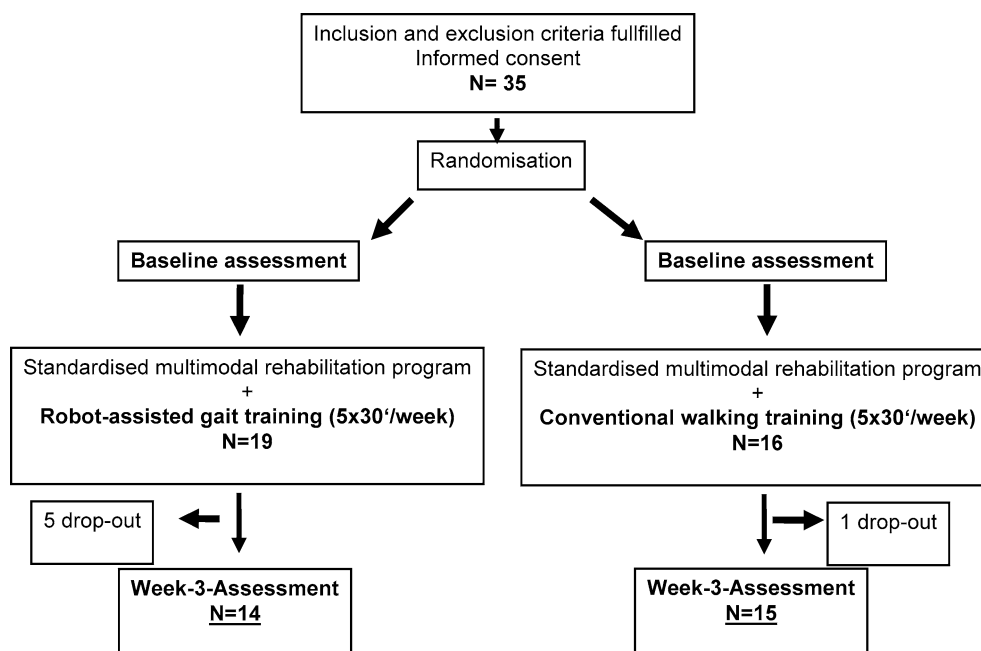 Inclusion and exclusion criteria fullfilled
Informed consent
N= 35
Randomisation
Baseline assessment
Baseline assessment
Standardised multimodal rehabilitation program
+
Robot-assisted gait training (5x30‘/week)
N=19
Standardised multimodal rehabilitation program
+
Conventional walking training (5x30‘/week)
N=16
5 drop-out
1 drop-out
Week-3-Assessment
N=14
Week-3-Assessment
N=15